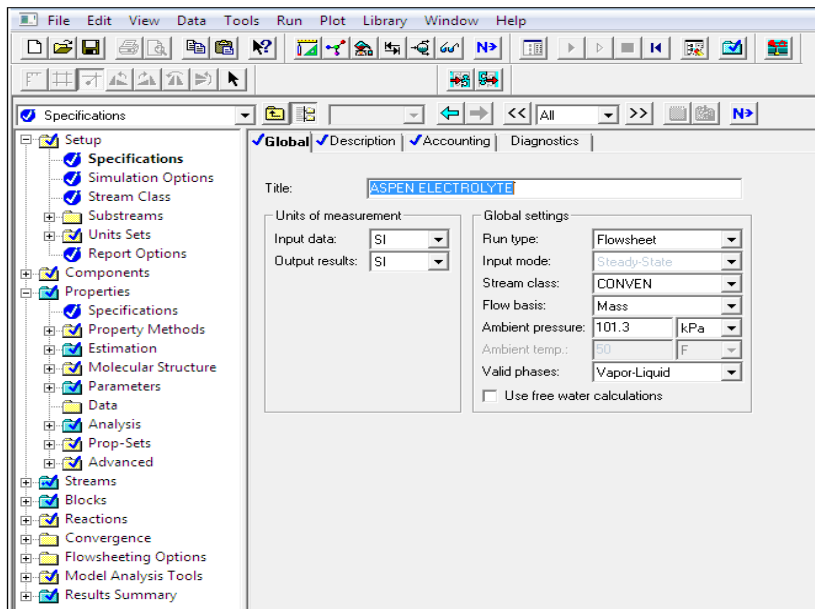 File Edit View Data Tools Run Plot Library Window Help
N>
Specifications
<< All >> N>
Setup
Specifications
Simulation Options
Stream Class
Substreams
Units Sets
Report Options
Components
Properties
Specifications
Property Methods
Estimation
Molecular Structure
Parameters
Data
Analysis
Prop-Sets
Advanced
Streams
Blocks
Reactions
Convergence
Flowsheeting Options
Model Analysis Tools
Results Summary
Global Description Accounting Diagnostics
Title: ASPEN ELECTROLYTE
Units of measurement
Input data: SI
Output results: SI
Global settings
Run type: Flowsheet
Input mode: Steady-State
Stream class: CONVEN
Flow basis: Mass
Ambient pressure: 101.3 kPa
Ambient temp.: 50 F
Valid phases: Vapor-Liquid
Use free water calculations